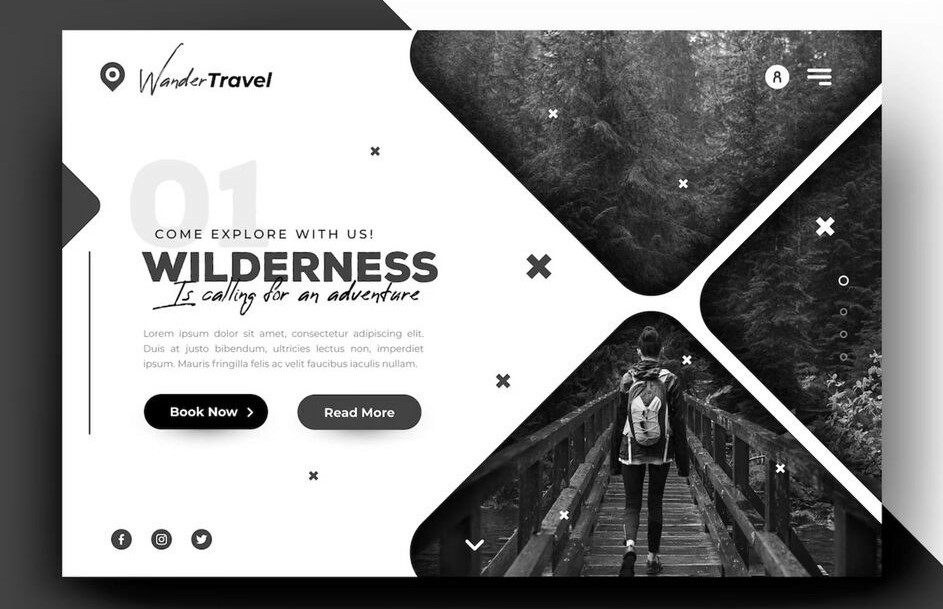 Wander Travel
01
COME EXPLORE WITH US!
WILDERNESS
Is calling for an adventure
Lorem ipsum dolor sit amet, consectetur adipiscing elit.
Duis at justo bibendum, ultricies lectus non, imperdiet
ipsum. Mauris fringilla felis ac velit faucibus iaculis nullam.
Book Now
Read More